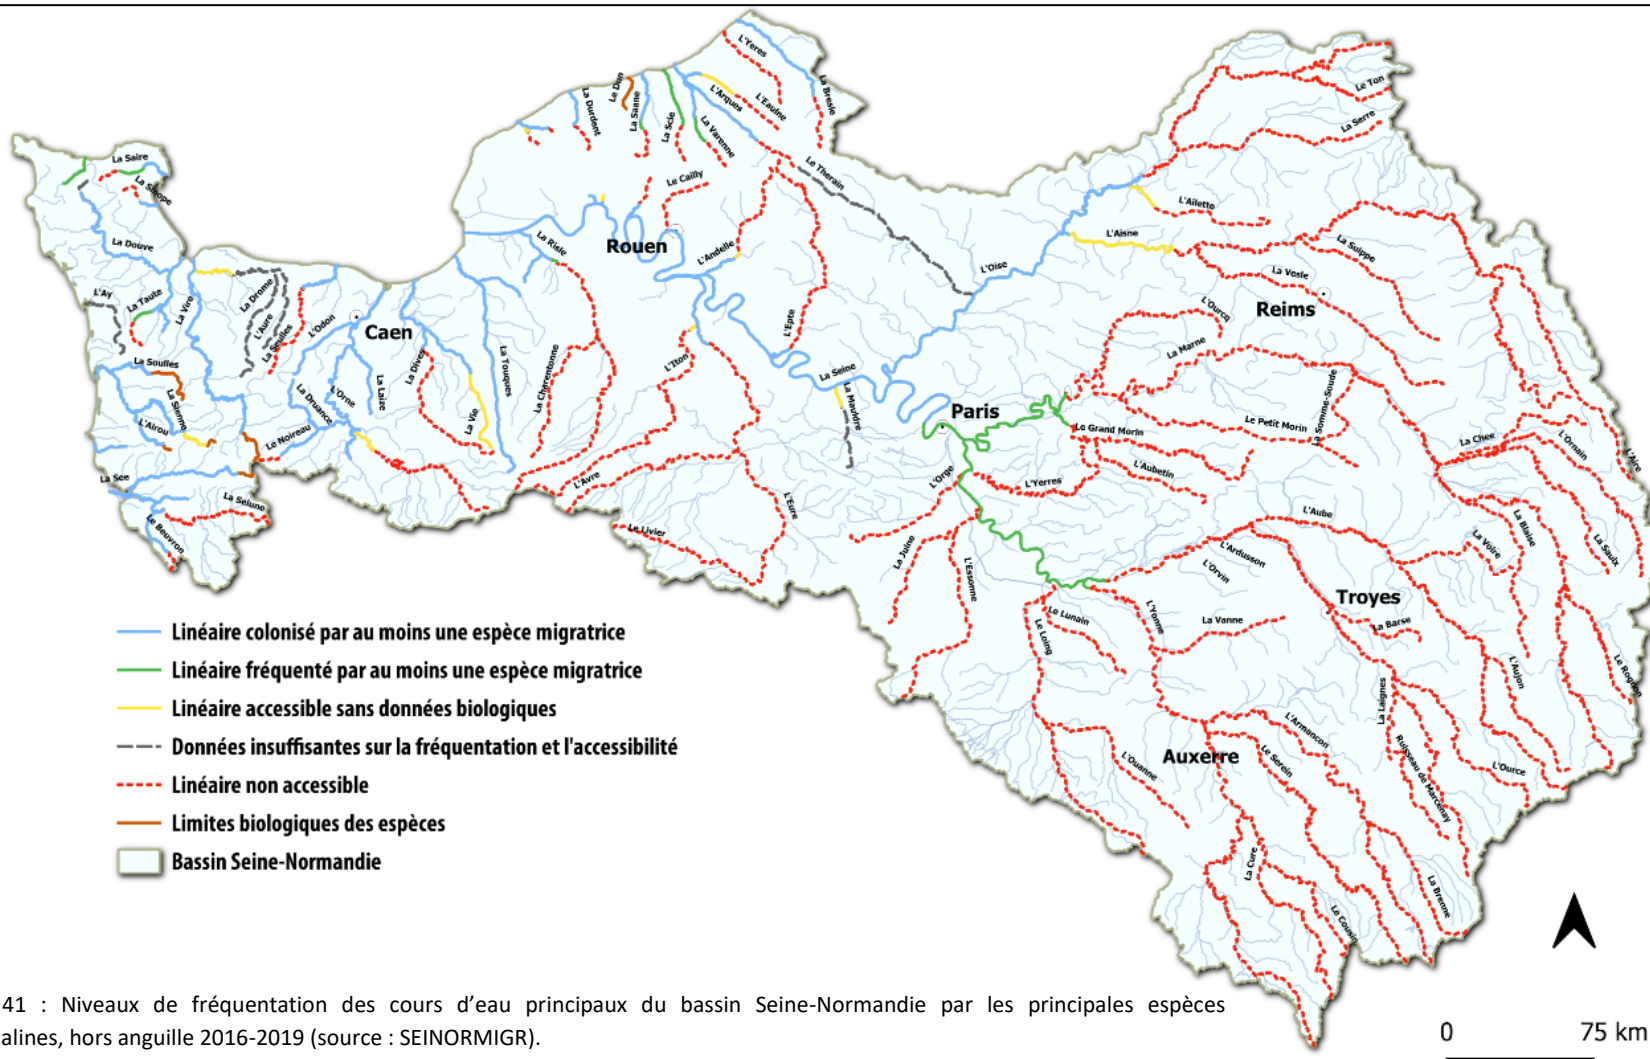 L'Yeres
La Bresle
Le Dun
La Durdent
La Saane
La Scie
L'Arques
L'Eaulne
La Varenne
Le Ton
La Serre
La Saire
La Sinope
Le Therain
Le Cailly
L'Ailette
La Douve
La Risle
Rouen
L'Andelle
L'Aisne
La Suippe
L'Oise
La Vesle
L'Ay
La Taute
La Vire
La Drome
L'Aure
La Seulles
L'Odon
Caen
L'Epte
L'Ourcq
Reims
La Marne
La Soulles
La Sienne
L'Airou
La Druance
L'Orne
La Laize
La Dives
La Vie
La Touques
La Charentonne
L'Iton
La Seine
La Mauldre
Paris
La Somme-Soude
Le Petit Morin
Le Grand Morin
La Chee
L'Ornain
L'Aire
Le Noireau
L'Aubetin
La See
La Selune
Le Beuvron
L'Avre
L'Eure
L'Orge
L'Yerres
L'Aube
La Blaise
La Voire
La Saulx
Le Livier
La Juine
L'Essonne
L'Ardusson
L'Orvin
Troyes
La Barse
Le Lunain
Le Loing
L'Yonne
La Vanne
L'Aujon
Le Rognon
La Laignes
Linéaire colonisé par au moins une espèce migratrice
Linéaire fréquenté par au moins une espèce migratrice
Linéaire accessible sans données biologiques
Données insuffisantes sur la fréquentation et l'accessibilité
Linéaire non accessible
Limites biologiques des espèces
Bassin Seine-Normandie
L'Ouanne
Auxerre
L'Armancon
Le Serein
Ruisseau de Marcenay
L'Ource
La Cure
Le Cousin
La Brenne
41 : Niveaux de fréquentation des cours d'eau principaux du bassin Seine-Normandie par les principales espèces
alines, hors anguille 2016-2019 (source : SEINORMIGR).
0 75 km